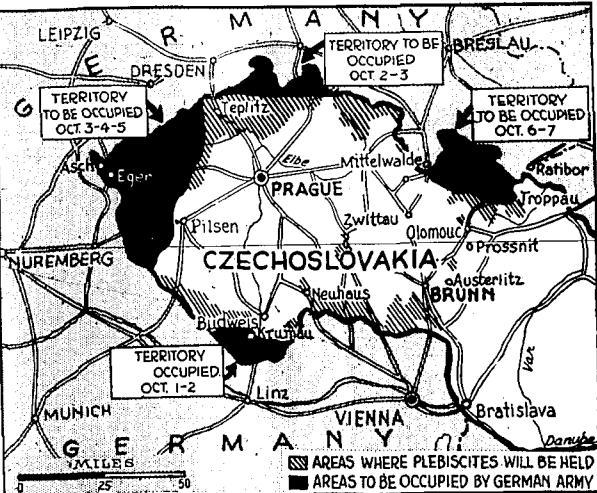 GERMANY
LEIPZIG
DRESDEN
BRESLAU
TERRITORY TO BE
OCCUPIED
OCT. 2-3
TERRITORY
TO BE OCCUPIED
OCT. 3-4-5
TERRITORY
TO BE OCCUPIED
OCT. 6-7
Teplitz
Asch
Eger
Elbe
PRAGUE
Mittelwalde
Ratibor
Troppau
Pilsen
Zwittau
Olomouc
Prossnit
NUREMBERG
CZECHOSLOVAKIA
Austerlitz
BRUNN
Neuhaus
Budweis
Krumau
TERRITORY
OCCUPIED
OCT. 1-2
Linz
Var
MUNICH
VIENNA
Bratislava
Danube
GERMANY
MILES
0 25 50
AREAS WHERE PLEBISCITES WILL BE HELD
AREAS TO BE OCCUPIED BY GERMAN ARMY